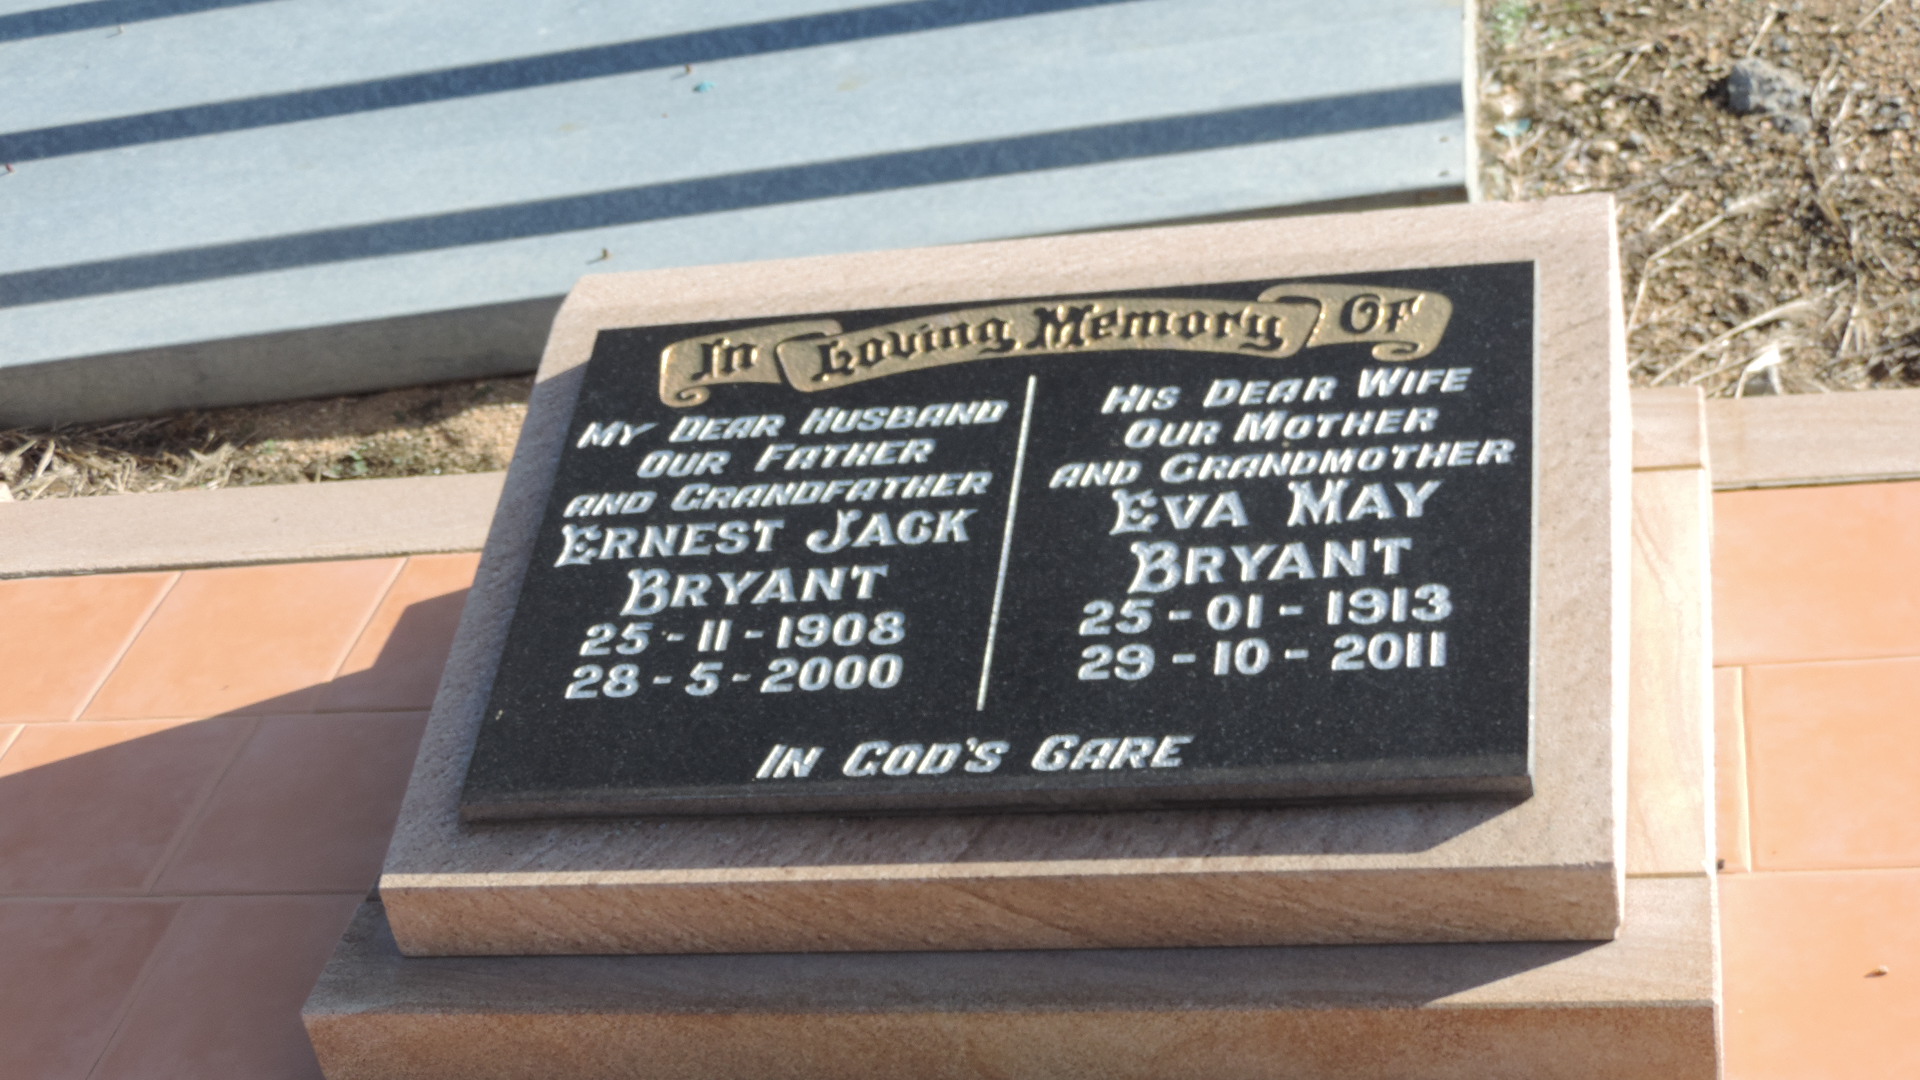 In Loving Memory Of
My Dear Husband
Our Father
and Grandfather
Ernest Jack
Bryant
25-11-1908
28-5-2000
His Dear Wife
Our Mother
and Grandmother
Eva May
Bryant
25-01-1913
29-10-2011
In God's Care